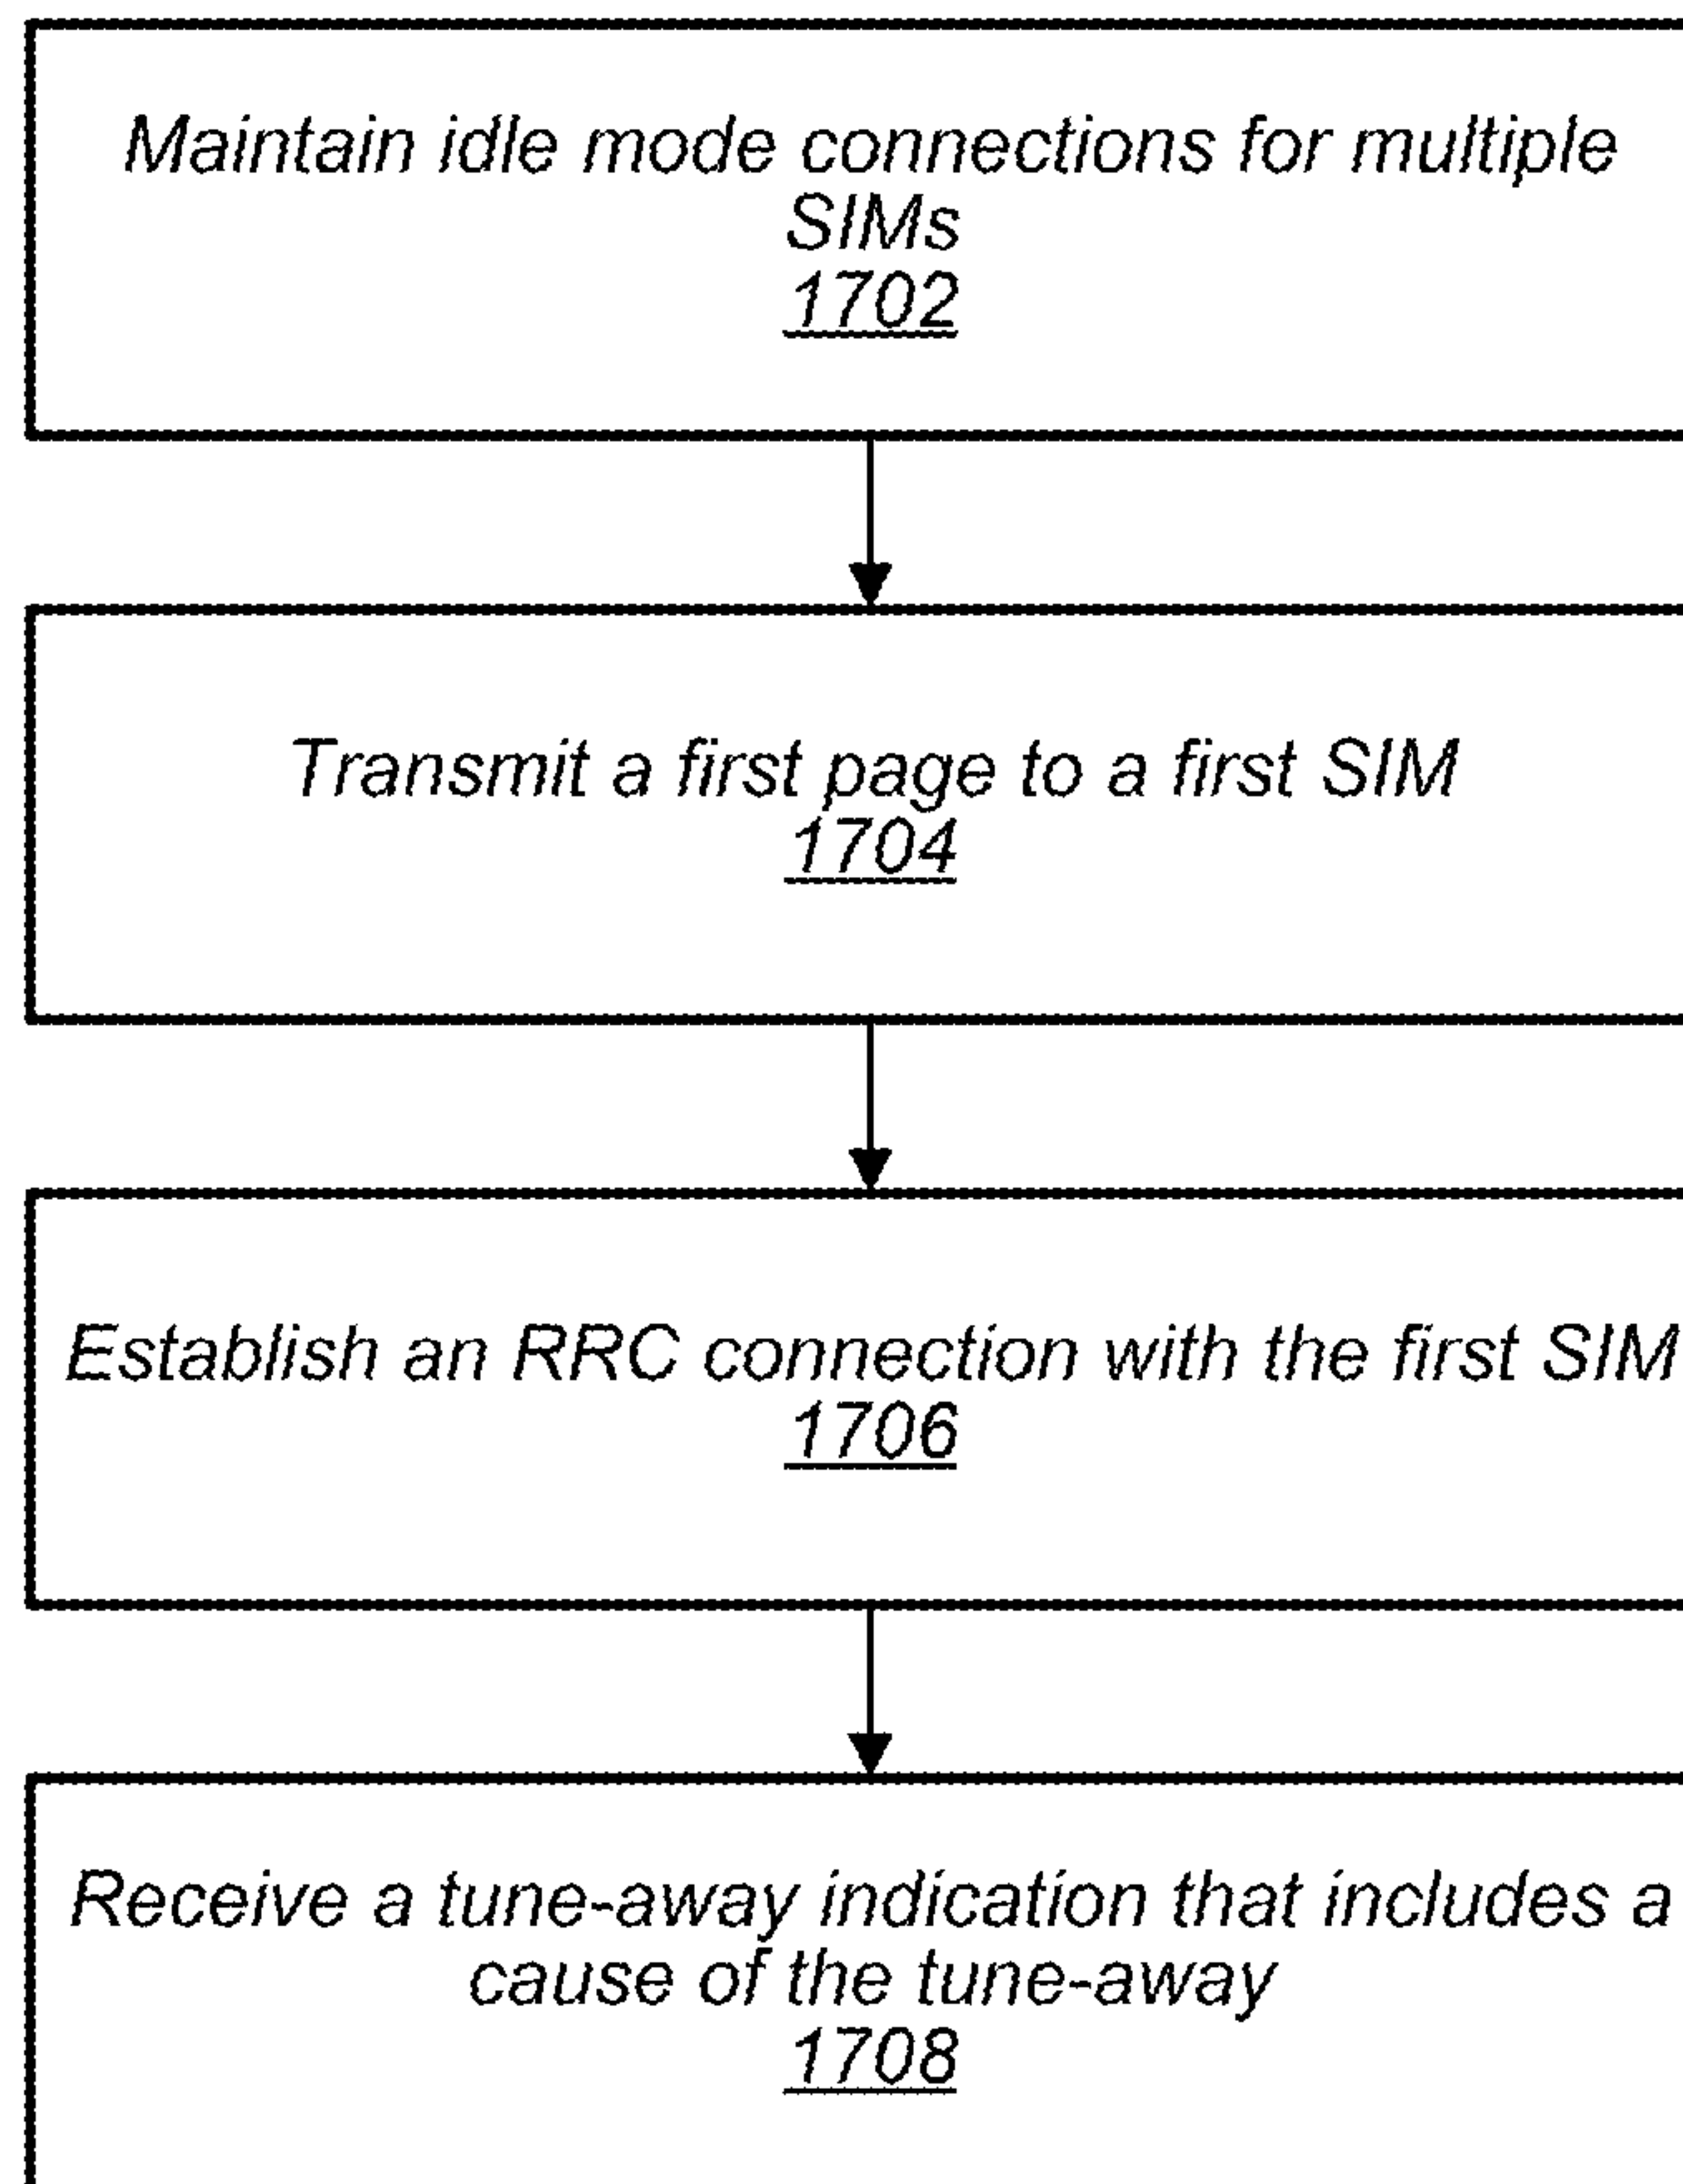 Maintain idle mode connections for multiple
SIMs
1702
Transmit a first page to a first SIM
1704
Establish an RRC connection with the first SIM
1706
Receive a tune-away indication that includes a
cause of the tune-away
1708